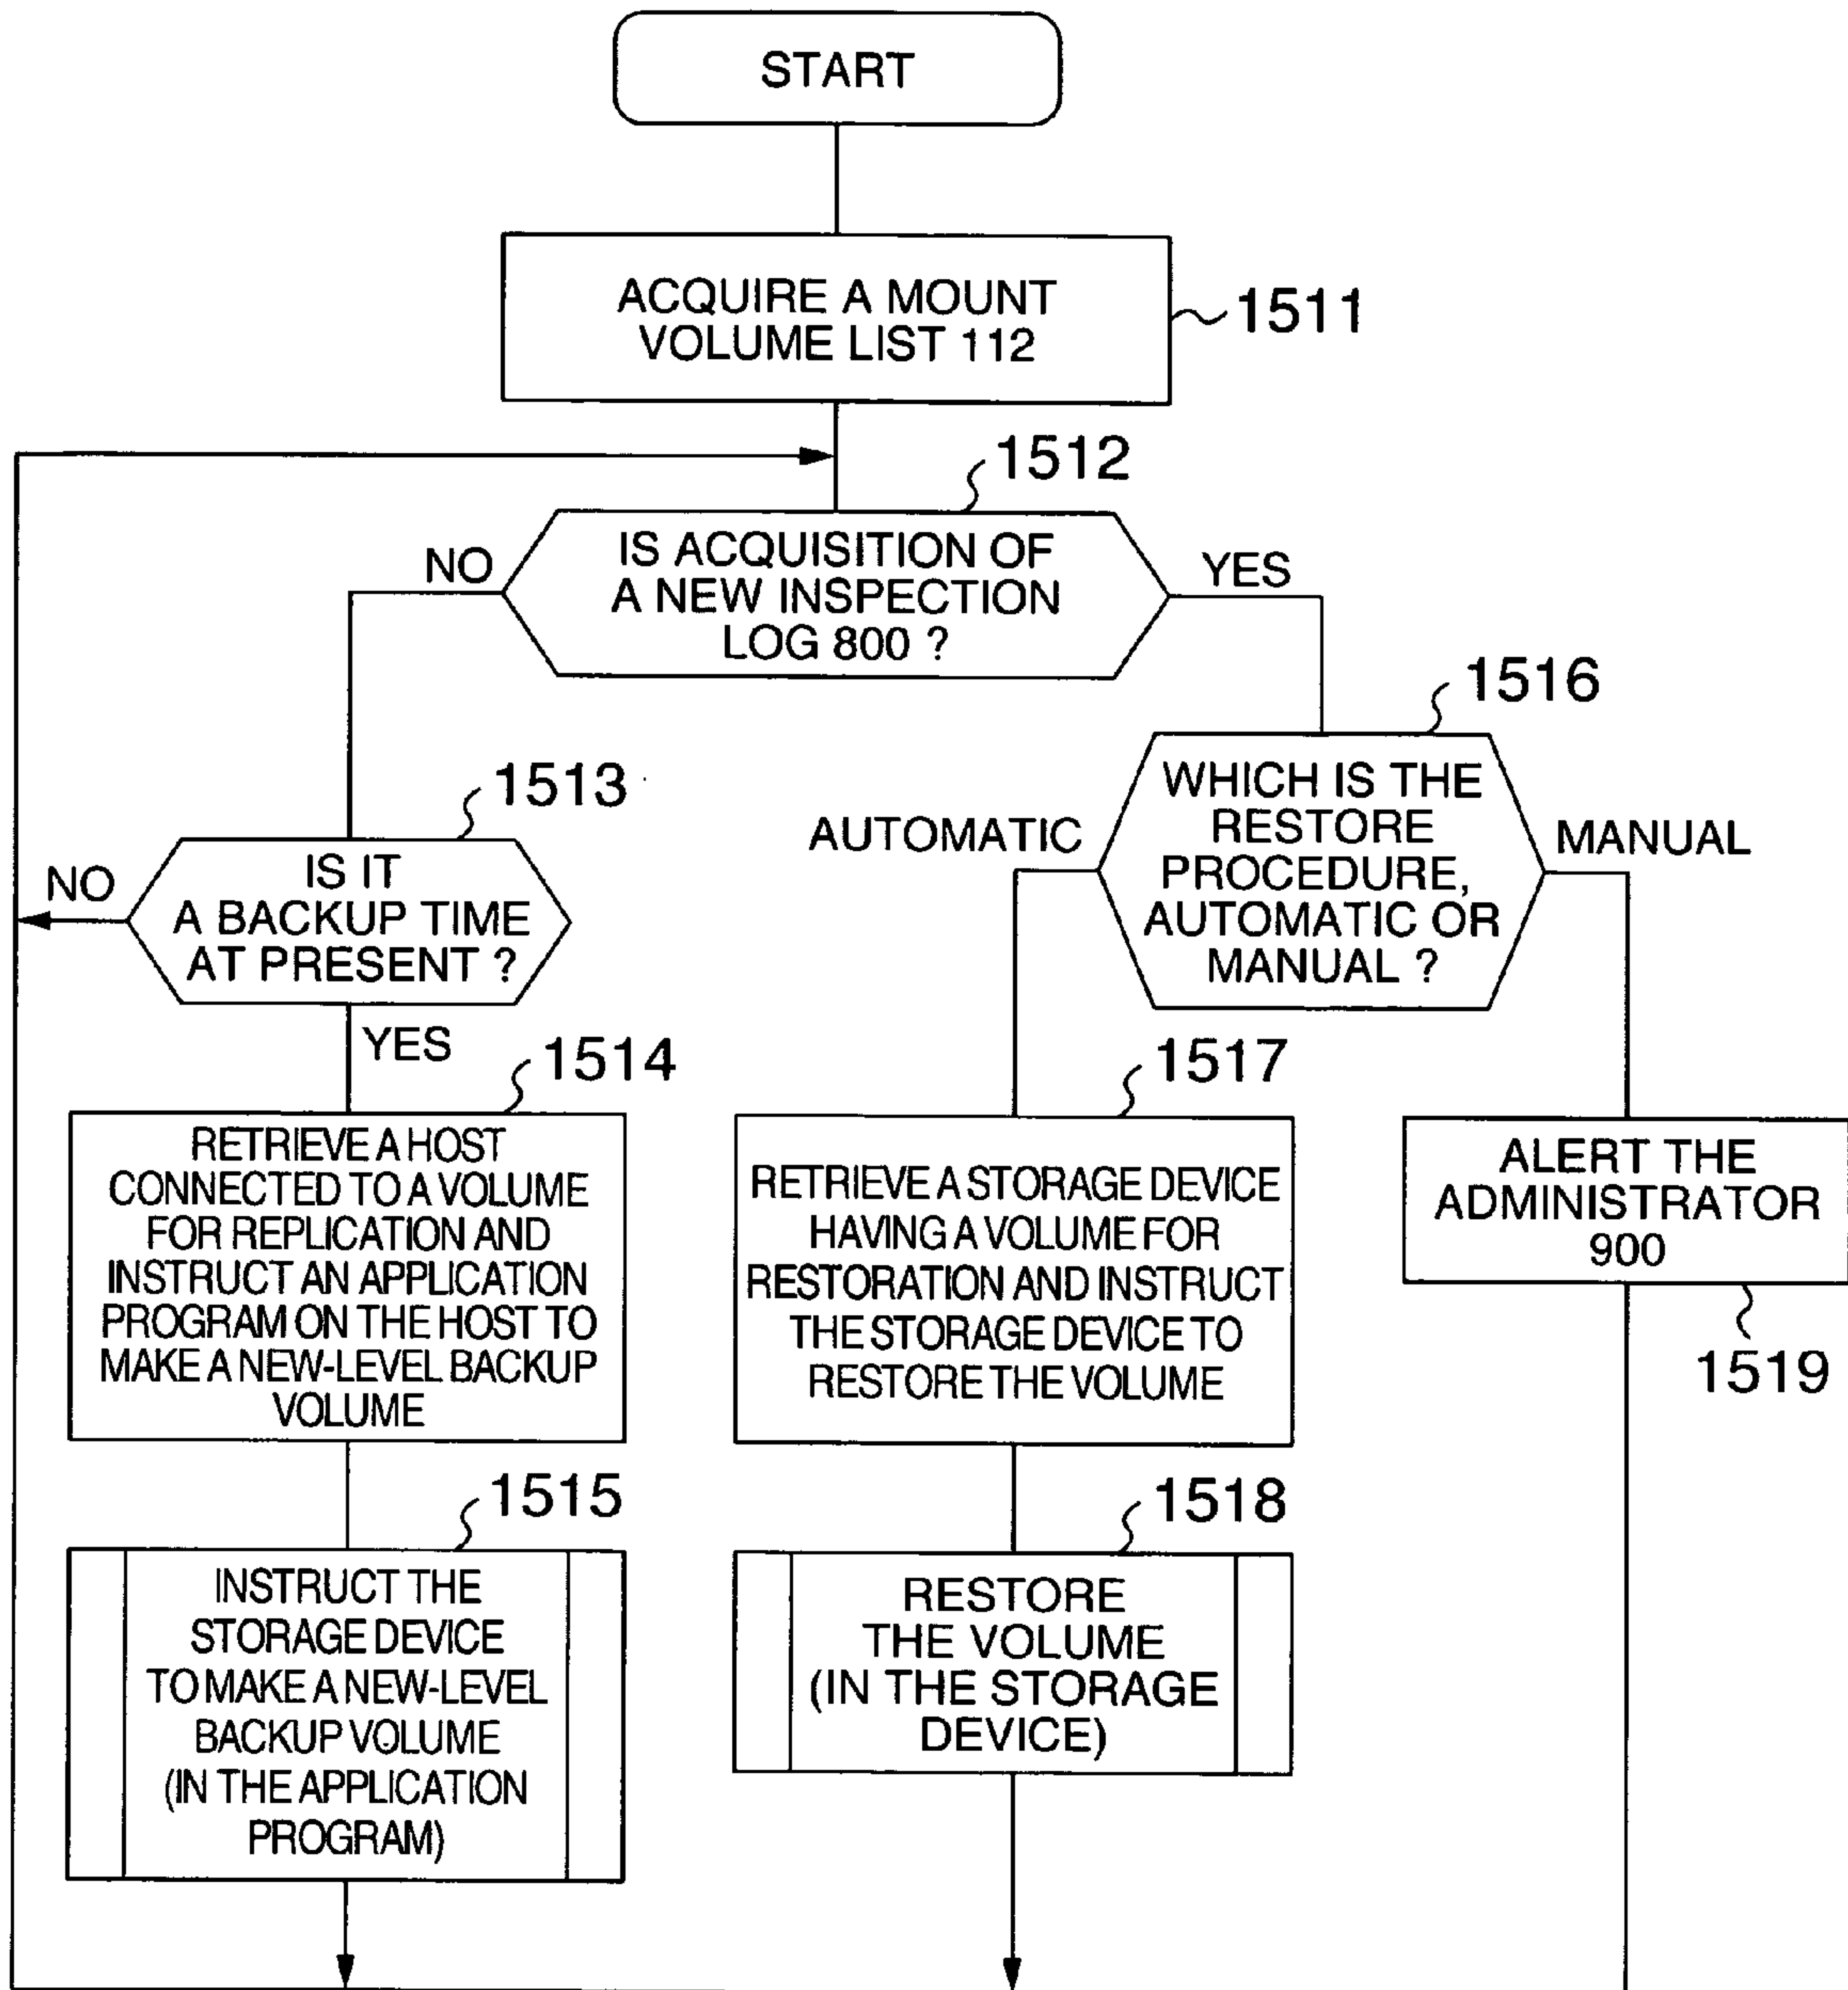 START
ACQUIRE A MOUNT
VOLUME LIST 112
1511
1512
IS ACQUISITION OF
A NEW INSPECTION
LOG 800 ?
NO
YES
1516
WHICH IS THE
RESTORE
PROCEDURE,
AUTOMATIC OR
MANUAL ?
AUTOMATIC
MANUAL
1513
IS IT
A BACKUP TIME
AT PRESENT ?
NO
YES
1514
RETRIEVE A HOST
CONNECTED TO A VOLUME
FOR REPLICATION AND
INSTRUCT AN APPLICATION
PROGRAM ON THE HOST TO
MAKE A NEW-LEVEL BACKUP
VOLUME
1517
RETRIEVE A STORAGE DEVICE
HAVING A VOLUME FOR
RESTORATION AND INSTRUCT
THE STORAGE DEVICE TO
RESTORE THE VOLUME
ALERT THE
ADMINISTRATOR
900
1519
1515
INSTRUCT THE
STORAGE DEVICE
TO MAKE A NEW-LEVEL
BACKUP VOLUME
(IN THE APPLICATION
PROGRAM)
1518
RESTORE
THE VOLUME
(IN THE STORAGE
DEVICE)